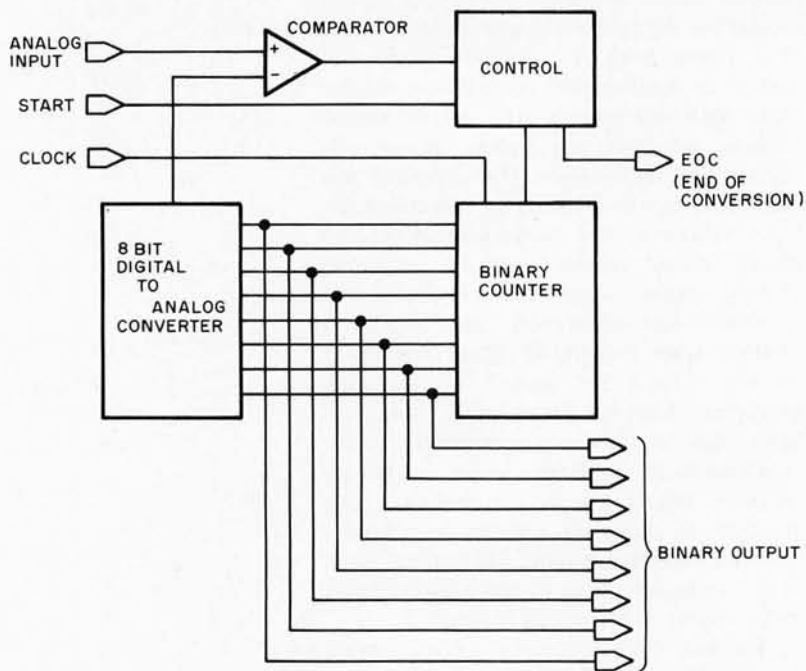 COMPARATOR
ANALOG
INPUT
+
−
CONTROL
START
CLOCK
EOC
(END OF
CONVERSION)
8 BIT
DIGITAL
TO
ANALOG
CONVERTER
BINARY
COUNTER
BINARY OUTPUT